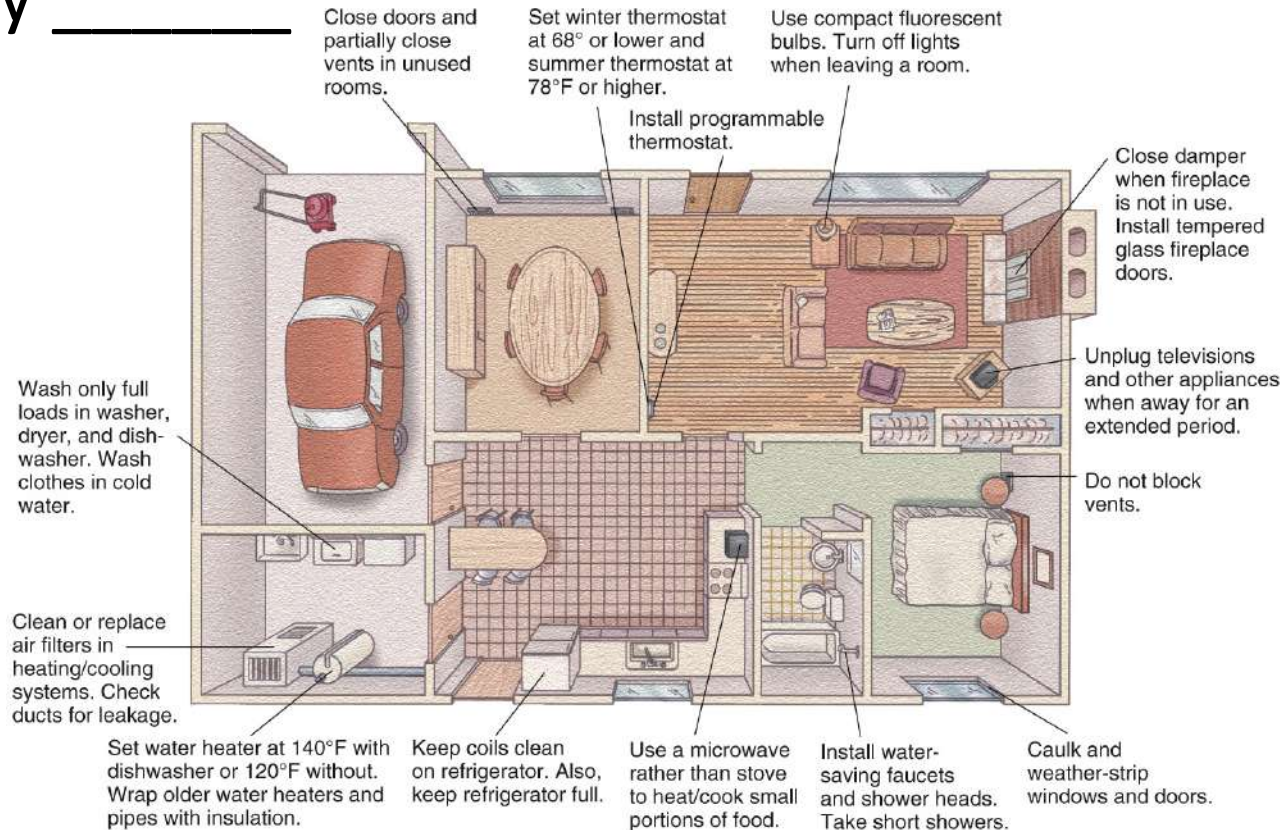 y ______
Close doors and
partially close
vents in unused
rooms.
Set winter thermostat
at 68° or lower and
summer thermostat at
78°F or higher.
Install programmable
thermostat.
Use compact fluorescent
bulbs. Turn off lights
when leaving a room.
Close damper
when fireplace
is not in use.
Install tempered
glass fireplace
doors.
Unplug televisions
and other appliances
when away for an
extended period.
Do not block
vents.
Wash only full
loads in washer,
dryer, and dish-
washer. Wash
clothes in cold
water.
Clean or replace
air filters in
heating/cooling
systems. Check
ducts for leakage.
Set water heater at 140°F with
dishwasher or 120°F without.
Wrap older water heaters and
pipes with insulation.
Keep coils clean
on refrigerator. Also,
keep refrigerator full.
Use a microwave
rather than stove
to heat/cook small
portions of food.
Install water-
saving faucets
and shower heads.
Take short showers.
Caulk and
weather-strip
windows and doors.